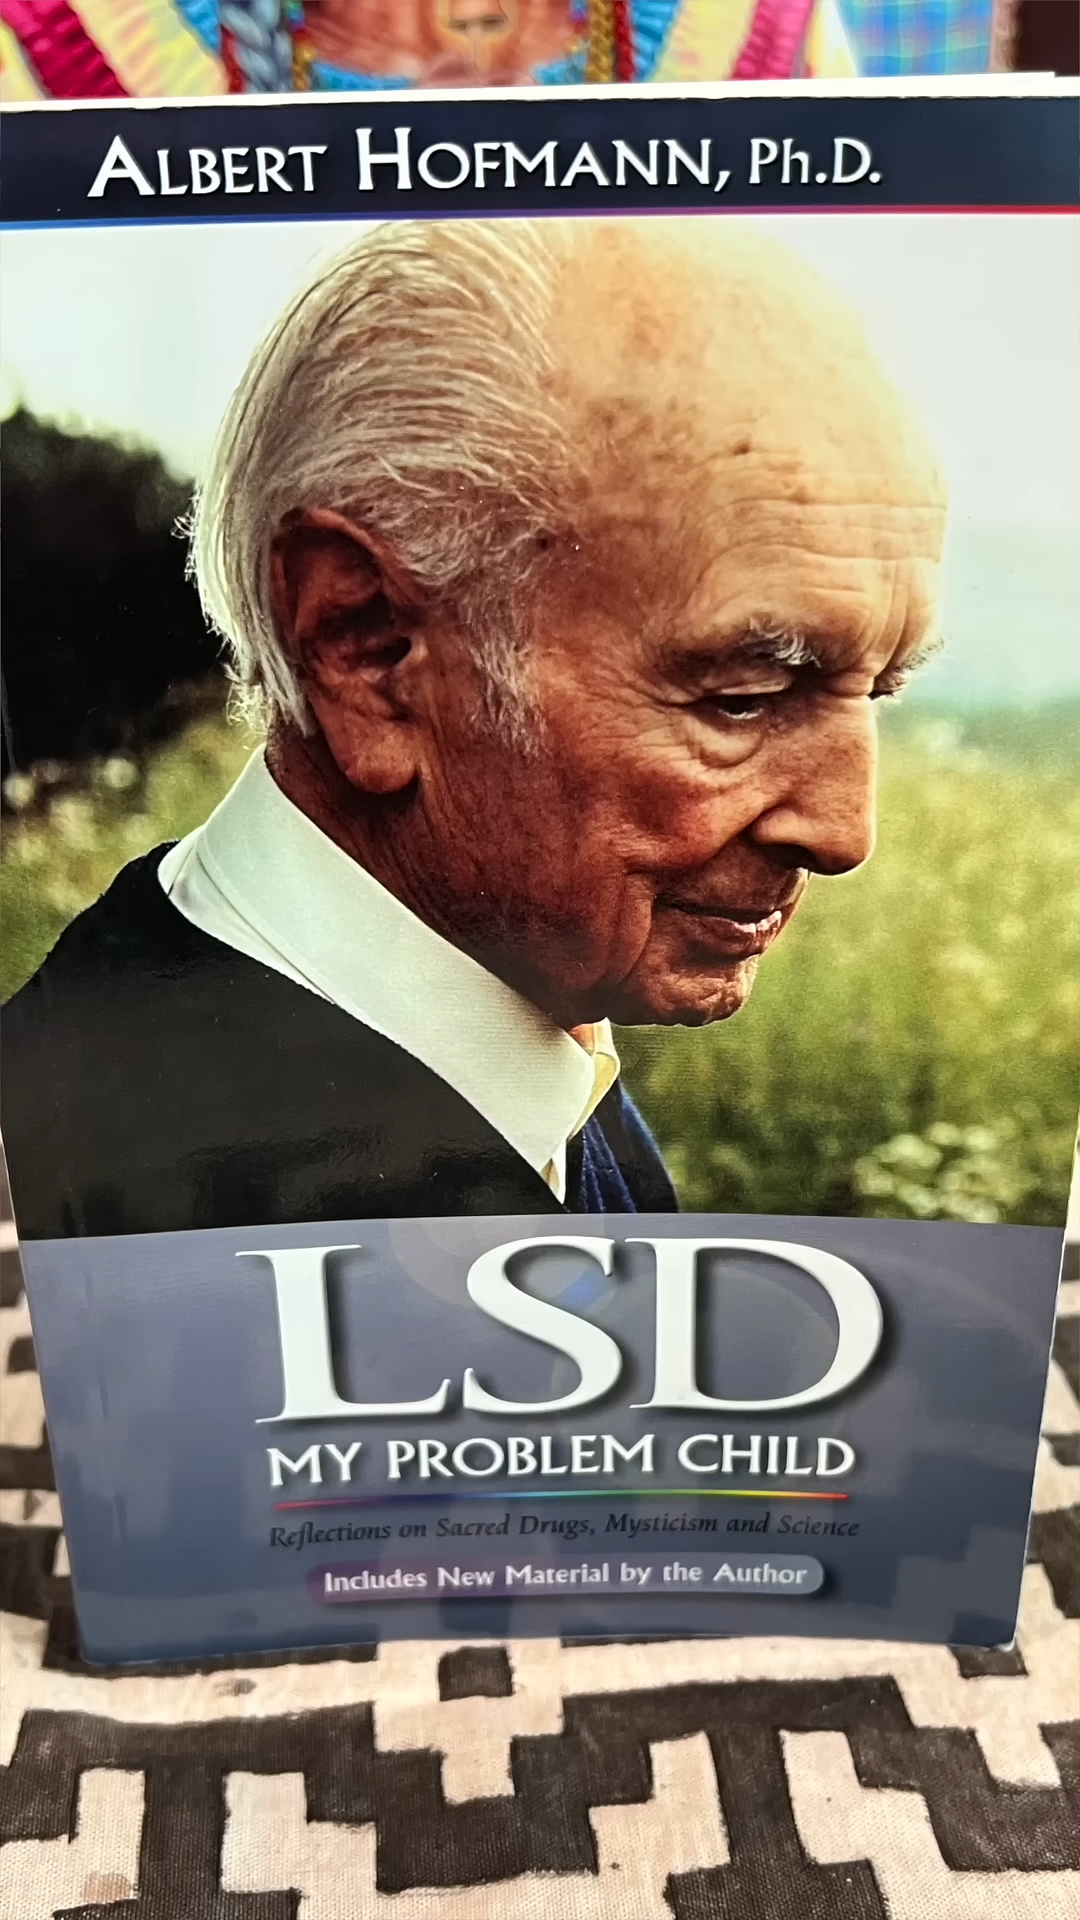 ALBERT HOFMANN, Ph.D.
LSD
MY PROBLEM CHILD
Reflections on Sacred Drugs, Mysticism and Science
Includes New Material by the Author